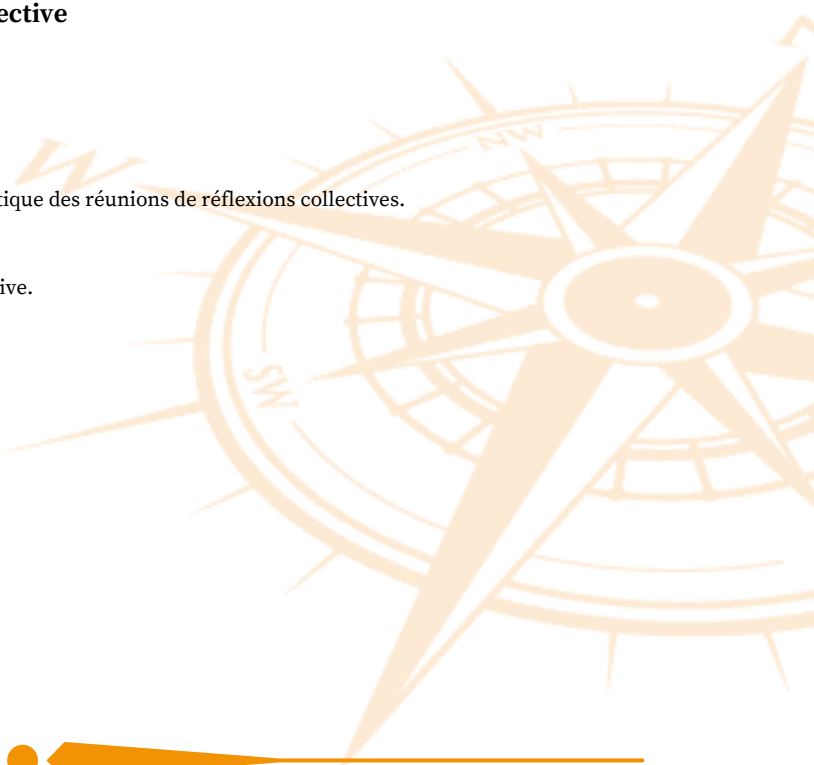 ective
tique des réunions de réflexions collectives.
ive.
N
W
NW
SW